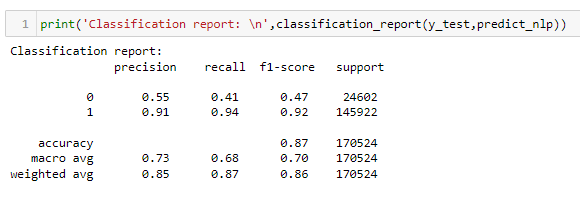 1 print('Classification report: \n',classification_report(y_test,predict_nlp))
Classification report:
precision recall f1-score support
0 0.55 0.41 0.47 24602
1 0.91 0.94 0.92 145922
accuracy 0.87 170524
macro avg 0.73 0.68 0.70 170524
weighted avg 0.85 0.87 0.86 170524